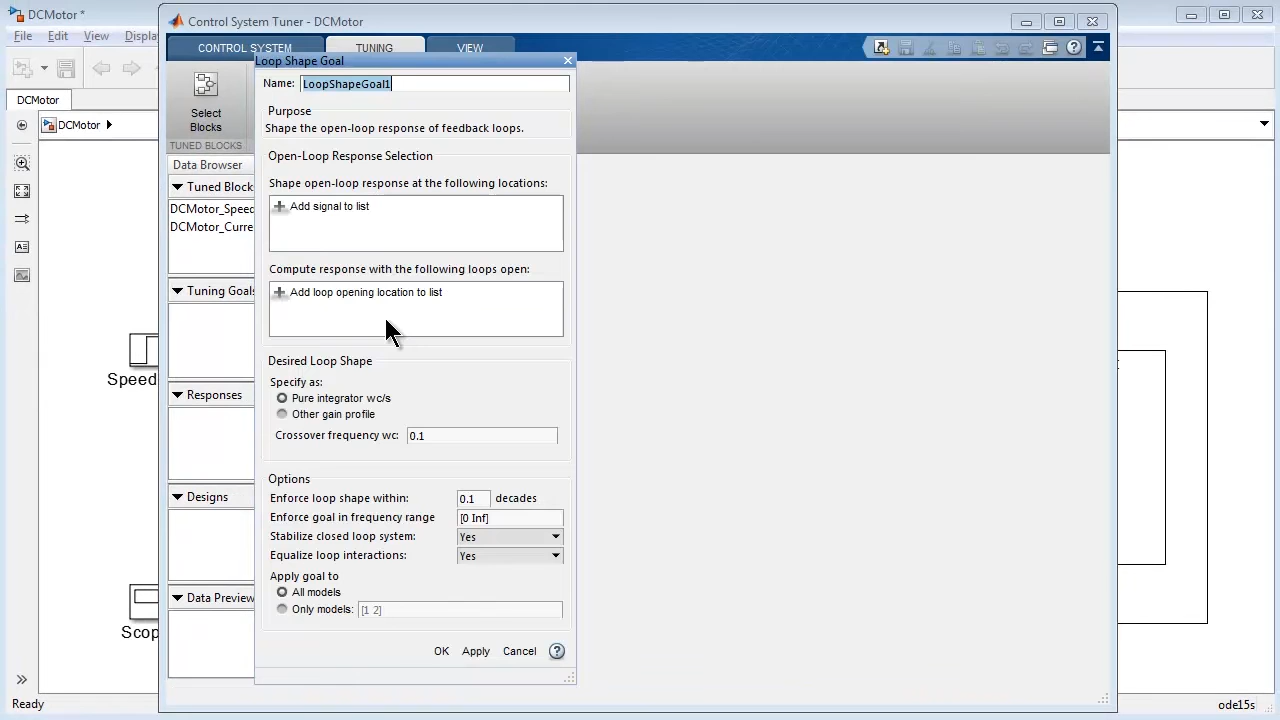 DCMotor *
Control System Tuner - DCMotor
File Edit View Display
CONTROL SYSTEM TUNING VIEW
Loop Shape Goal
Name: LoopShapeGoal1
DCMotor
Select
Blocks
TUNED BLOCKS
DCMotor
Purpose
Shape the open-loop response of feedback loops.
Data Browser
Open-Loop Response Selection
Tuned Block
Shape open-loop response at the following locations:
DCMotor_Speed
Add signal to list
DCMotor_Curre
Compute response with the following loops open:
Tuning Goals
Add loop opening location to list
Desired Loop Shape
Speed
Specify as:
Responses
Pure integrator wc/s
Other gain profile
Crossover frequency wc: 0.1
Options
Designs
Enforce loop shape within: 0.1 decades
Enforce goal in frequency range [0 Inf]
Stabilize closed loop system: Yes
Equalize loop interactions: Yes
Apply goal to
Data Preview
All models
Only models: [1 2]
Scop
OK Apply Cancel
Ready
ode15s